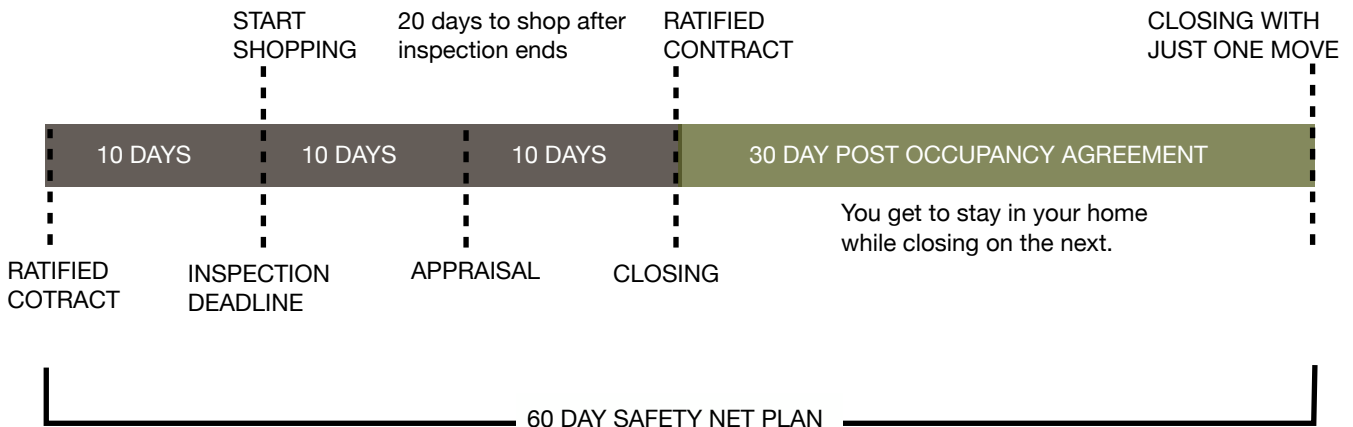 START
SHOPPING
20 days to shop after
inspection ends
RATIFIED
CONTRACT
CLOSING WITH
JUST ONE MOVE
10 DAYS
10 DAYS
10 DAYS
30 DAY POST OCCUPANCY AGREEMENT
You get to stay in your home
while closing on the next.
RATIFIED
COTRACT
INSPECTION
DEADLINE
APPRAISAL
CLOSING
60 DAY SAFETY NET PLAN